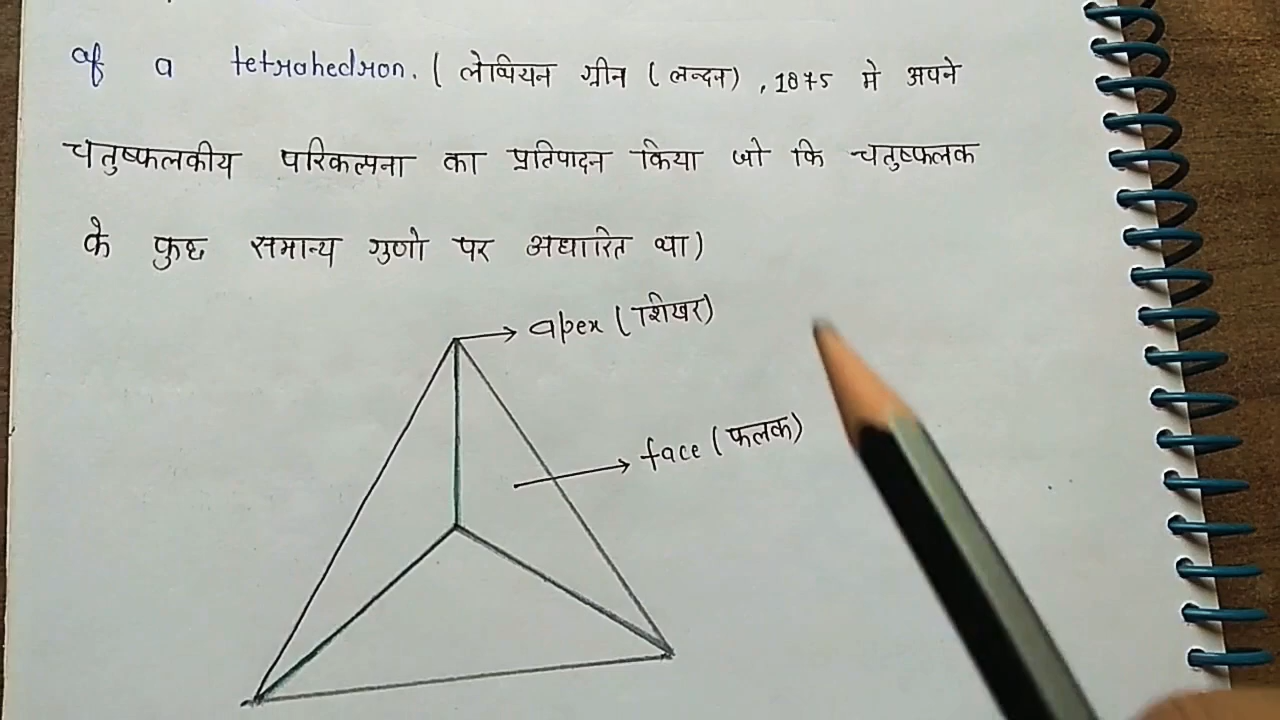 of a tetrahedron. ( लोथियन ग्रीन ( लन्दन) , 1875 मे अपने
चतुष्फलकीय परिकल्पना का प्रतिपादन किया जो कि चतुष्फलक
के कुछ समान्य गुणो पर अधारित था)
apex (शिखर)
face (फलक)